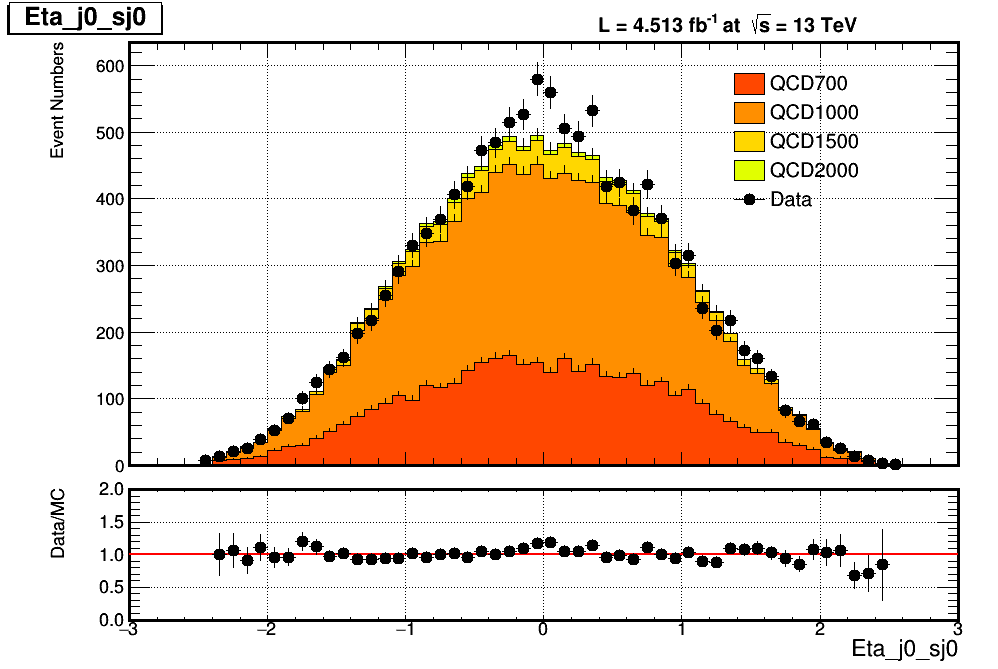 Eta_j0_sj0
L = 4.513 fb⁻¹ at √s = 13 TeV
Event Numbers
600
500
400
300
200
100
0
QCD700
QCD1000
QCD1500
QCD2000
Data
Data/MC
2.0
1.5
1.0
0.5
0.0
−3 −2 −1 0 1 2 3
Eta_j0_sj0